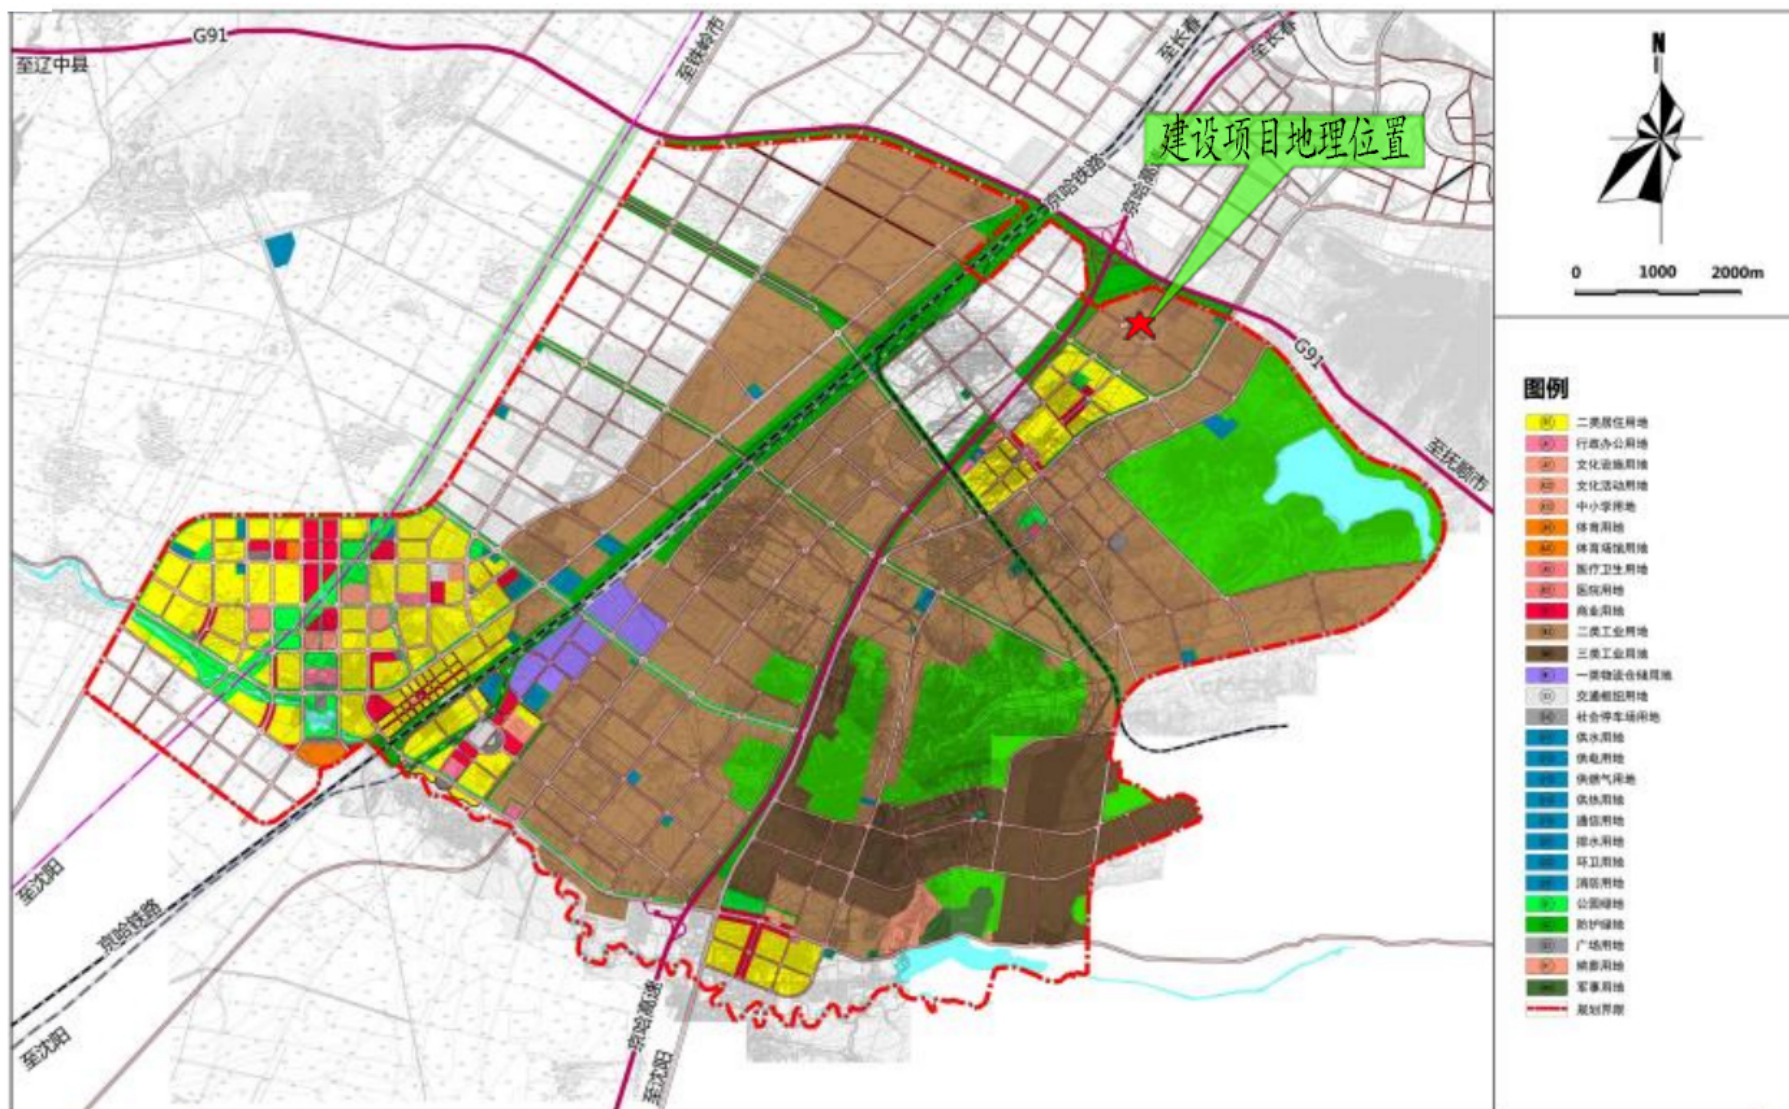 G91
至辽中县
至铁岭市
至长春
至长春
N
建设项目地理位置
京哈铁路
京哈高
0 1000 2000m
G91
至抚顺市
图例
二类居住用地
行政办公用地
文化设施用地
文化活动用地
中小学用地
体育用地
体育场馆用地
医疗卫生用地
医院用地
商业用地
二类工业用地
三类工业用地
一类物流仓储用地
交通枢纽用地
社会停车场用地
供水用地
供电用地
供燃气用地
供热用地
通信用地
排水用地
环卫用地
消防用地
公园绿地
防护绿地
广场用地
殡葬用地
军事用地
规划界限
至沈阳
京哈铁路
至沈阳
京哈高速
至沈阳